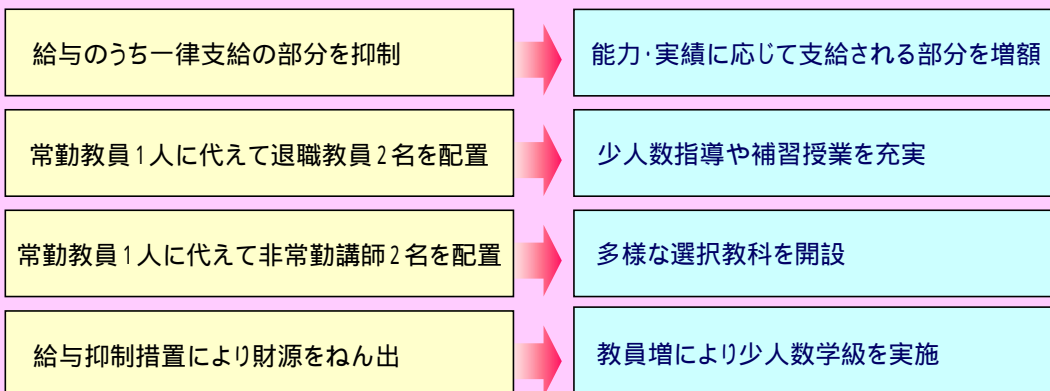 給与のうち一律支給の部分を抑制
能力・実績に応じて支給される部分を増額
常勤教員1人に代えて退職教員2名を配置
少人数指導や補習授業を充実
常勤教員1人に代えて非常勤講師2名を配置
多様な選択教科を開設
給与抑制措置により財源をねん出
教員増により少人数学級を実施